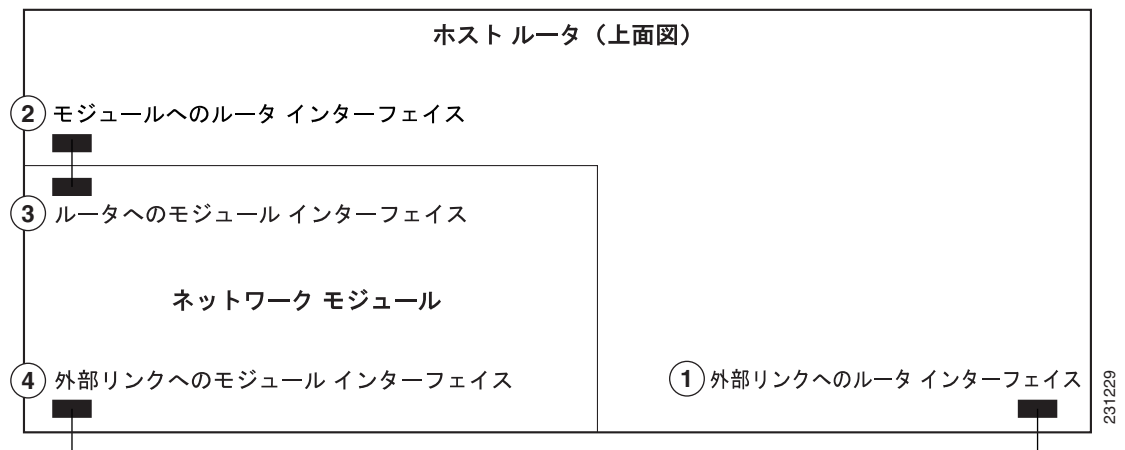 ホスト ルータ（上面図）
2 モジュールへのルータ インターフェイス
3 ルータへのモジュール インターフェイス
ネットワーク モジュール
4 外部リンクへのモジュール インターフェイス
1 外部リンクへのルータ インターフェイス
231229